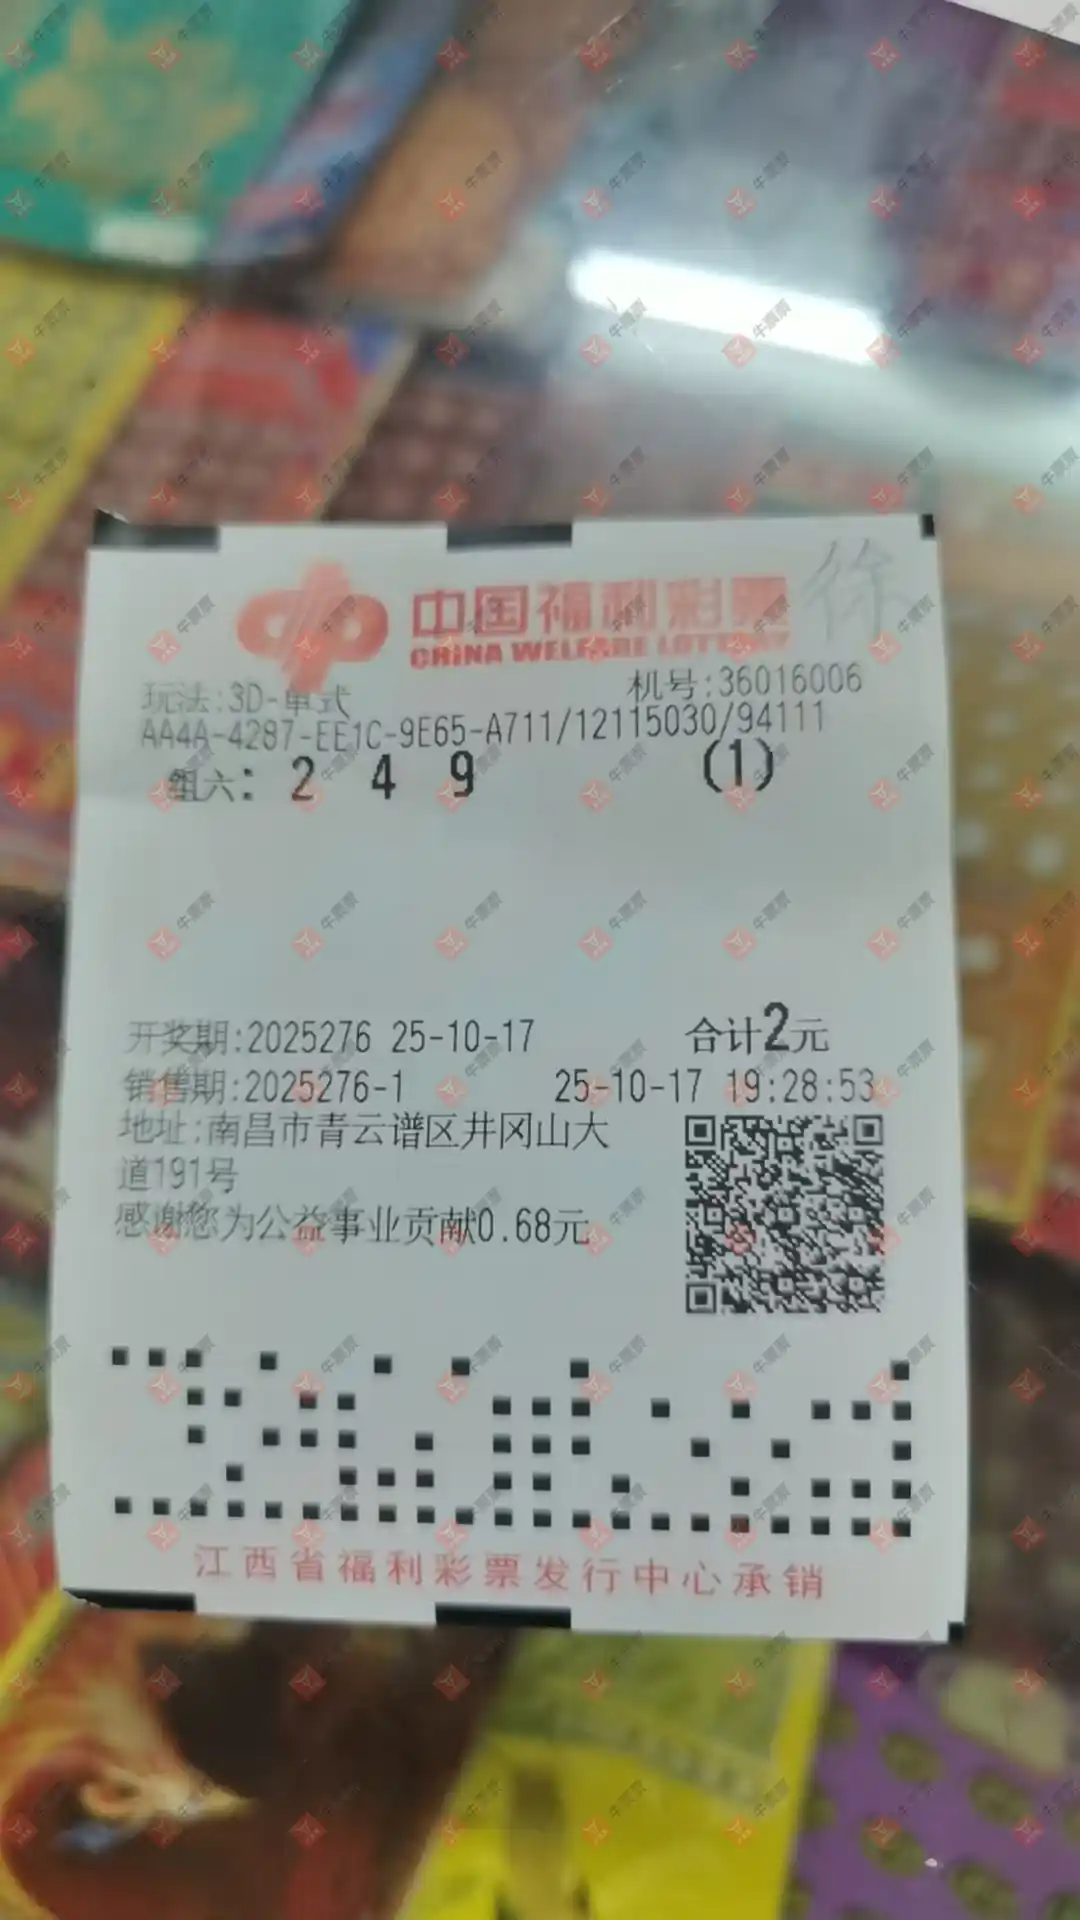 徐
中国福利彩票
CHINA WELFARE LOTTERY
玩法:3D-单式 机号:36016006
AA4A-4287-EE1C-9E65-A711/12115030/94111
组六: 2 4 9 (1)
开奖期:2025276 25-10-17 合计2元
销售期:2025276-1 25-10-17 19:28:53
地址:南昌市青云谱区井冈山大
道191号
感谢您为公益事业贡献0.68元
江西省福利彩票发行中心承销
牛票票